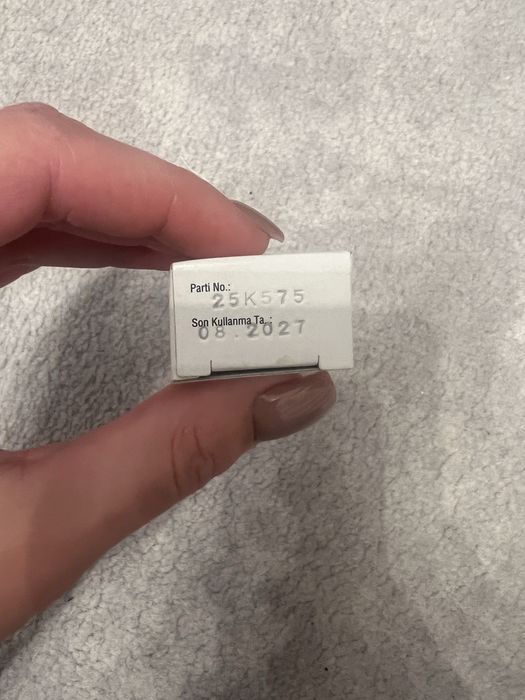 Parti No.:
25K575
Son Kullanma Ta. :
08.2027